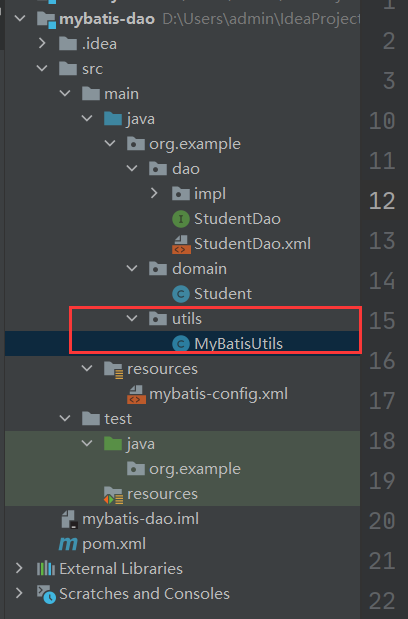 mybatis-dao D:\Users\admin\IdeaProject
.idea
src
main
java
org.example
dao
impl
StudentDao
StudentDao.xml
domain
Student
utils
MyBatisUtils
resources
mybatis-config.xml
test
java
org.example
resources
mybatis-dao.iml
pom.xml
External Libraries
Scratches and Consoles
1
2
3
10
11
12
13
14
15
16
17
18
19
20
21
22